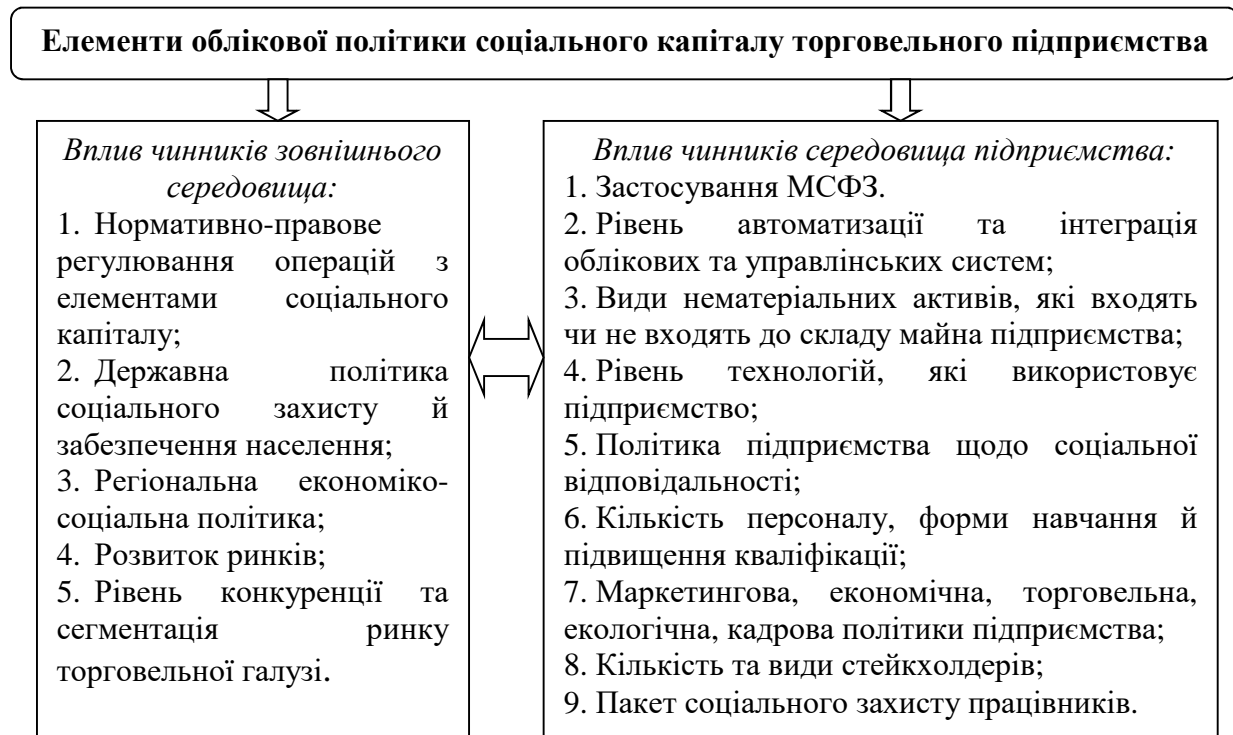 Елементи облікової політики соціального капіталу торговельного підприємства
Вплив чинників зовнішнього
середовища:
1. Нормативно-правове
регулювання операцій з
елементами соціального
капіталу;
2. Державна політика
соціального захисту й
забезпечення населення;
3. Регіональна економіко-
соціальна політика;
4. Розвиток ринків;
5. Рівень конкуренції та
сегментація ринку
торговельної галузі.
Вплив чинників середовища підприємства:
1. Застосування МСФЗ.
2. Рівень автоматизації та інтеграція
облікових та управлінських систем;
3. Види нематеріальних активів, які входять
чи не входять до складу майна підприємства;
4. Рівень технологій, які використовує
підприємство;
5. Політика підприємства щодо соціальної
відповідальності;
6. Кількість персоналу, форми навчання й
підвищення кваліфікації;
7. Маркетингова, економічна, торговельна,
екологічна, кадрова політики підприємства;
8. Кількість та види стейкхолдерів;
9. Пакет соціального захисту працівників.